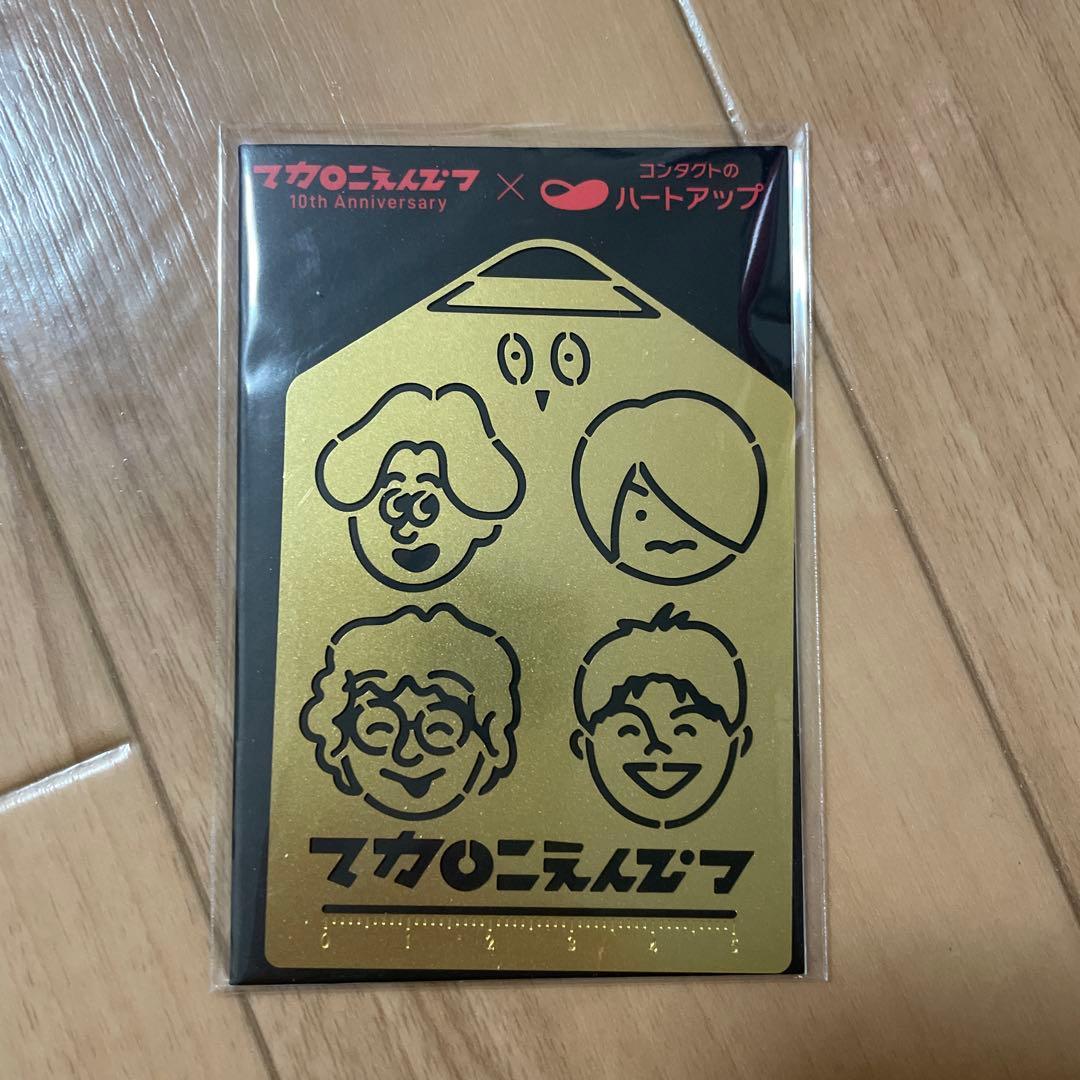 マカロニえんぴつ × コンタクトの
10th Anniversary ハートアップ
マカロニえんぴつ
0 1 2 3 4 5